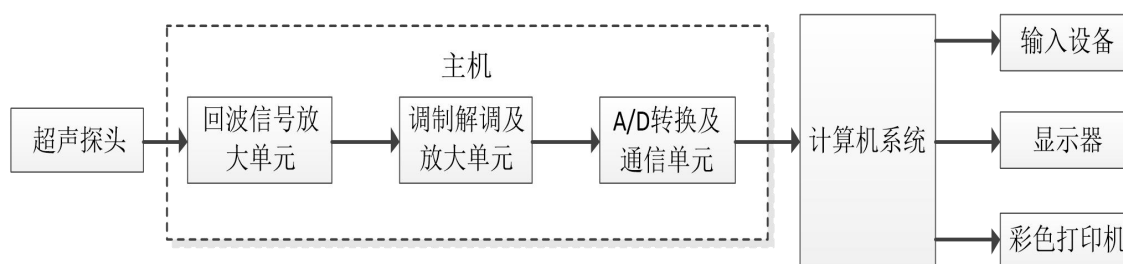 主机
超声探头
回波信号放
大单元
调制解调及
放大单元
A/D转换及
通信单元
计算机系统
输入设备
显示器
彩色打印机